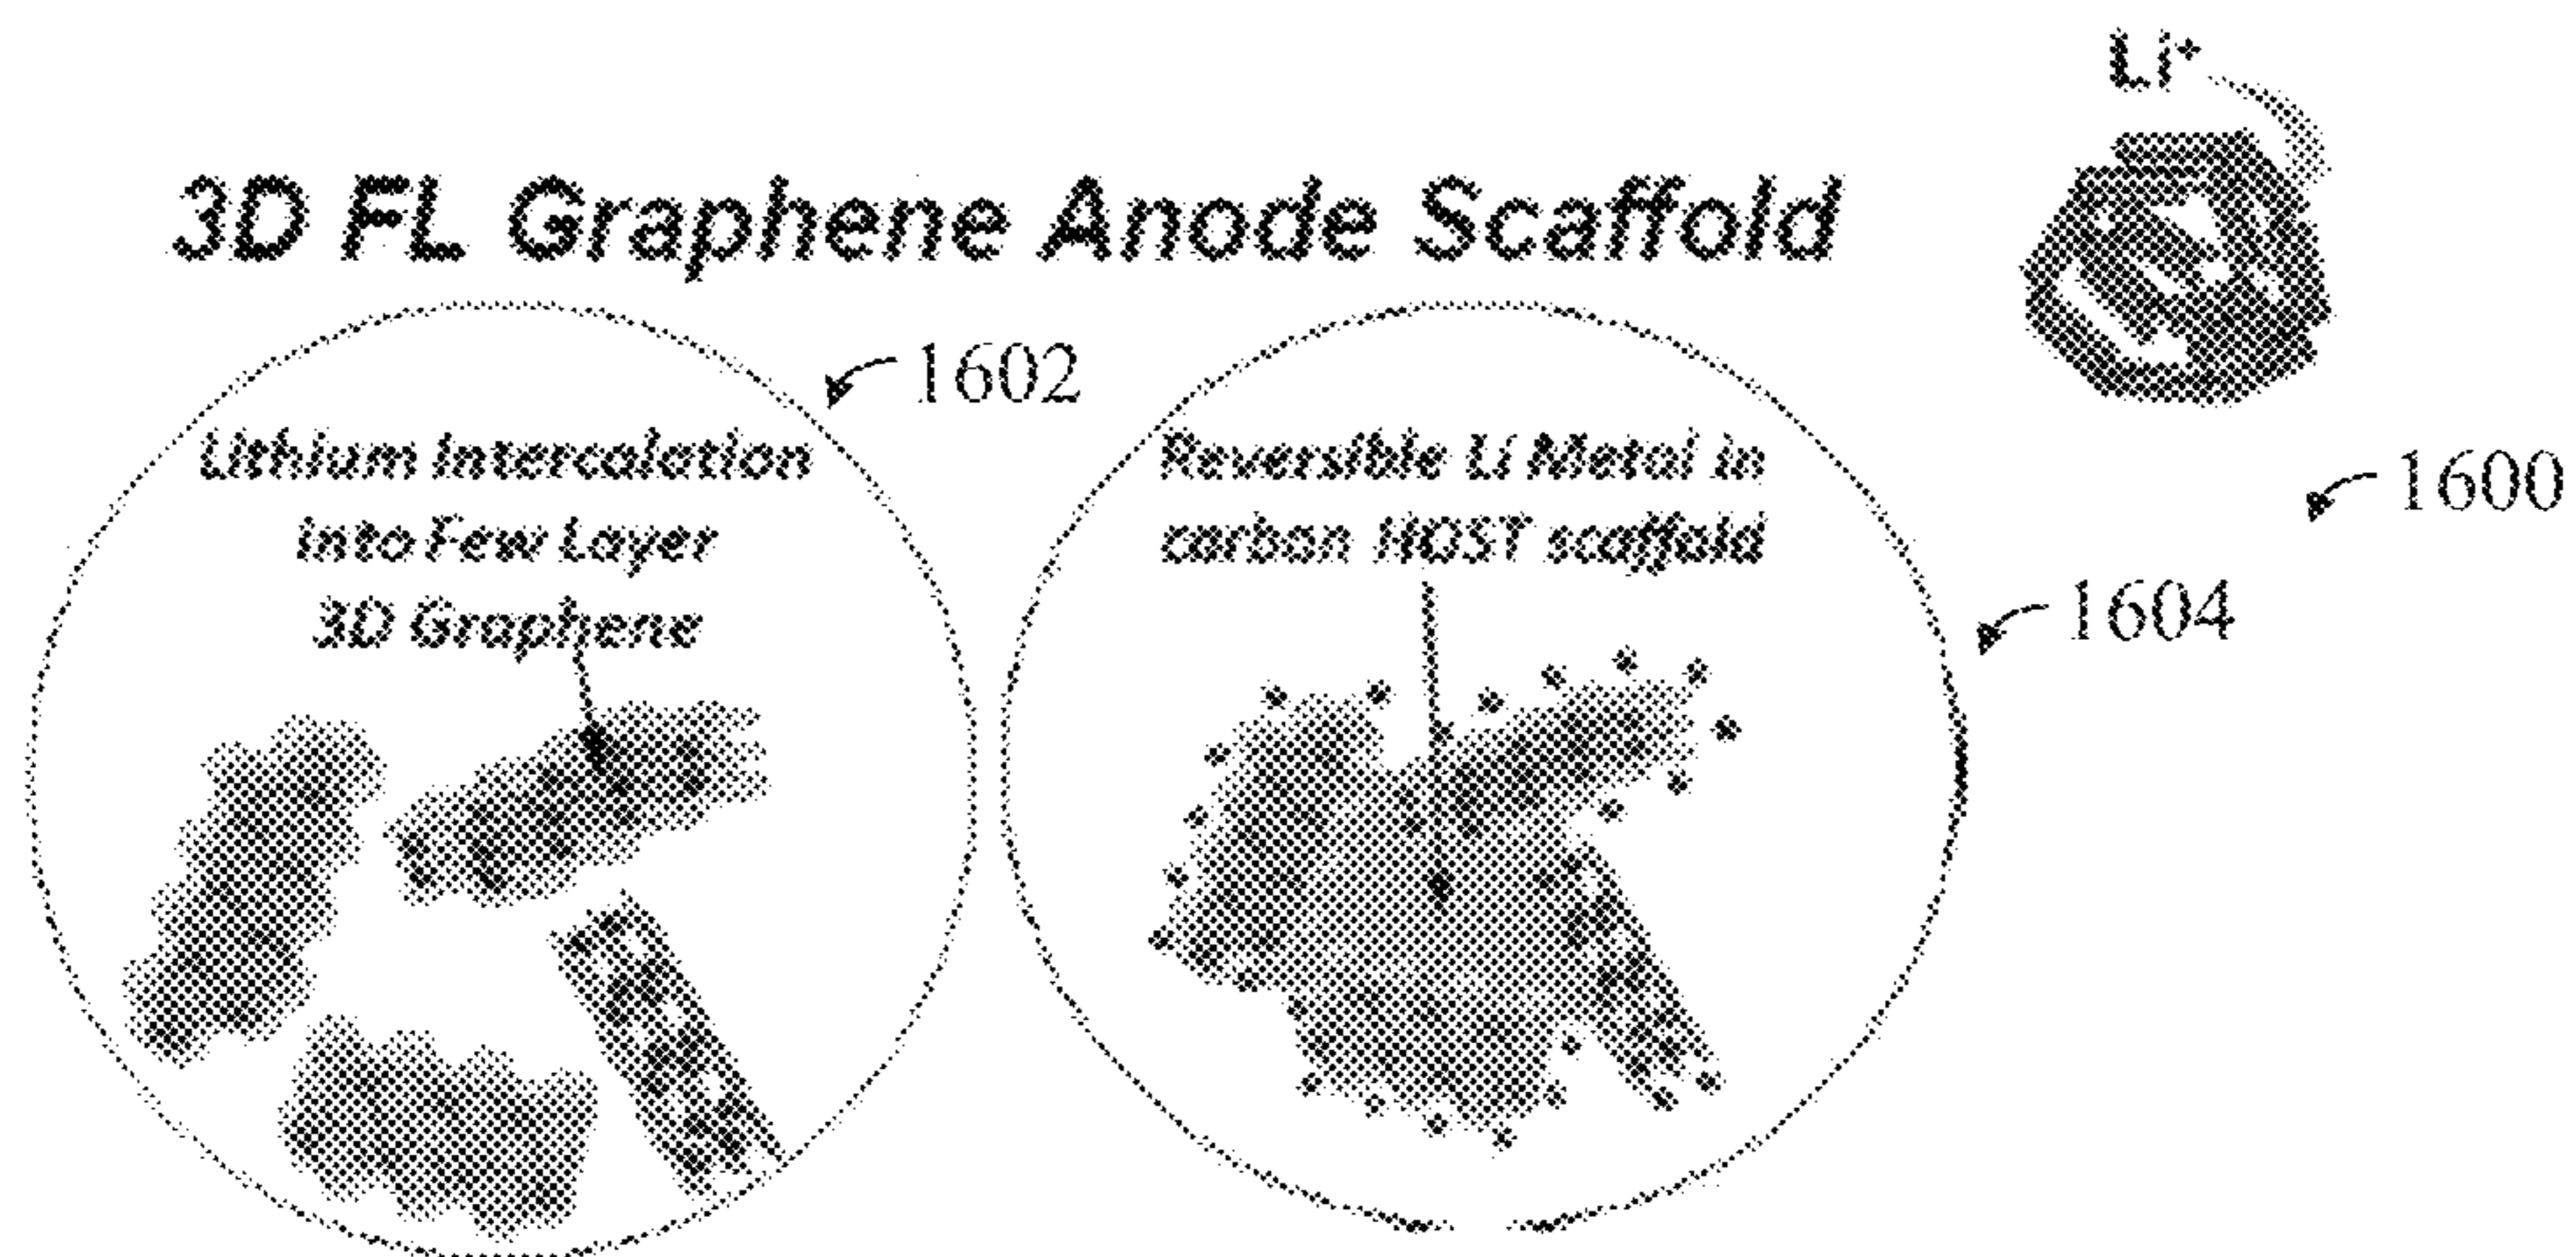 Li+
3D FL Graphene Anode Scaffold
1602
Lithium Intercalation
into Few Layer
3D Graphene
Reversible Li Metal in
carbon HOST scaffold
1600
1604